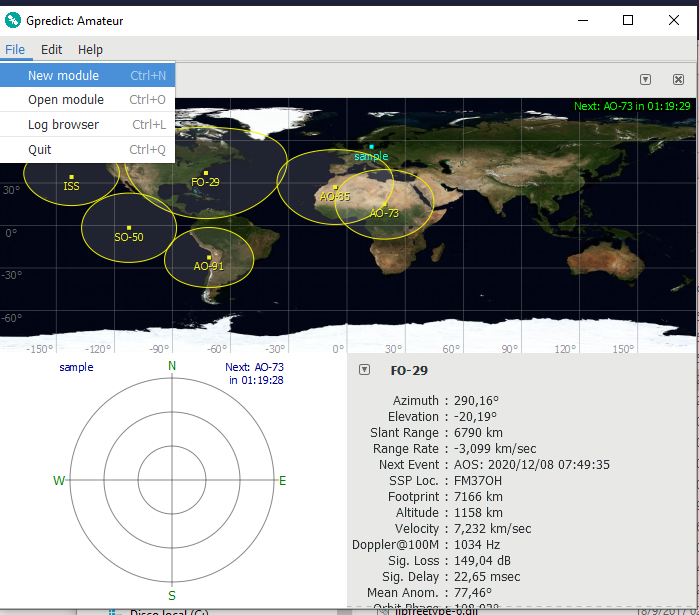 Gpredict: Amateur
File Edit Help
New module Ctrl+N
Open module Ctrl+O
Log browser Ctrl+L
Quit Ctrl+Q
Next: AO-73 in 01:19:29
sample
ISS
FO-29
AO-85
AO-73
SO-50
AO-91
30°
0°
-30°
-60°
-150° -120° -90° -60° -30° 0° 30° 60° 90° 120° 150°
sample
N
Next: AO-73
in 01:19:28
W
E
S
FO-29
Azimuth : 290,16°
Elevation : -20,19°
Slant Range : 6790 km
Range Rate : -3,099 km/sec
Next Event : AOS: 2020/12/08 07:49:35
SSP Loc. : FM37OH
Footprint : 7166 km
Altitude : 1158 km
Velocity : 7,232 km/sec
Doppler@100M : 1034 Hz
Sig. Loss : 149,04 dB
Sig. Delay : 22,65 msec
Mean Anom. : 77,46°
Orbit Phase : 108,93°
Disco local (C:)
libfreetype-6.dll